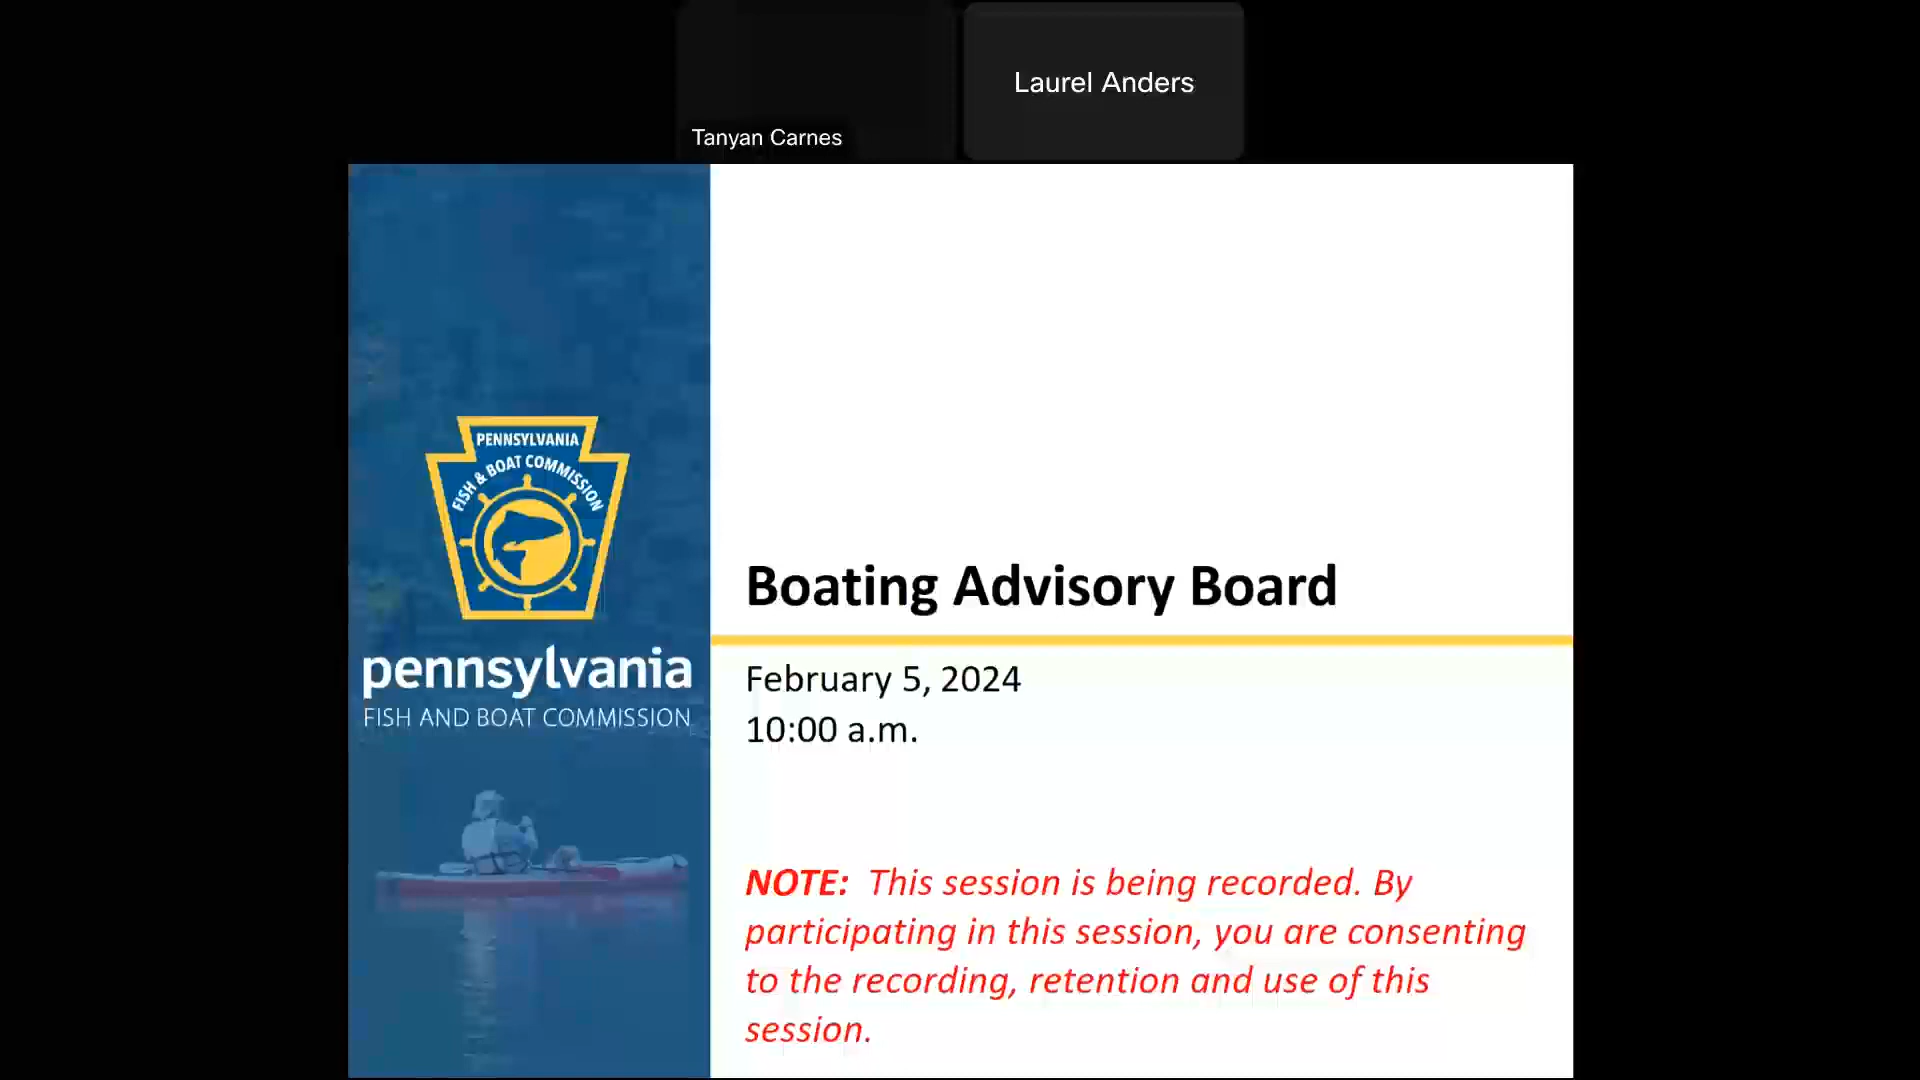 Laurel Anders
Tanyan Carnes
PENNSYLVANIA
FISH & BOAT COMMISSION
pennsylvania
FISH AND BOAT COMMISSION
Boating Advisory Board
February 5, 2024
10:00 a.m.
NOTE: This session is being recorded. By
participating in this session, you are consenting
to the recording, retention and use of this
session.